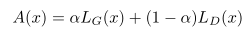 A(x) = αL_G(x) + (1 − α)L_D(x)